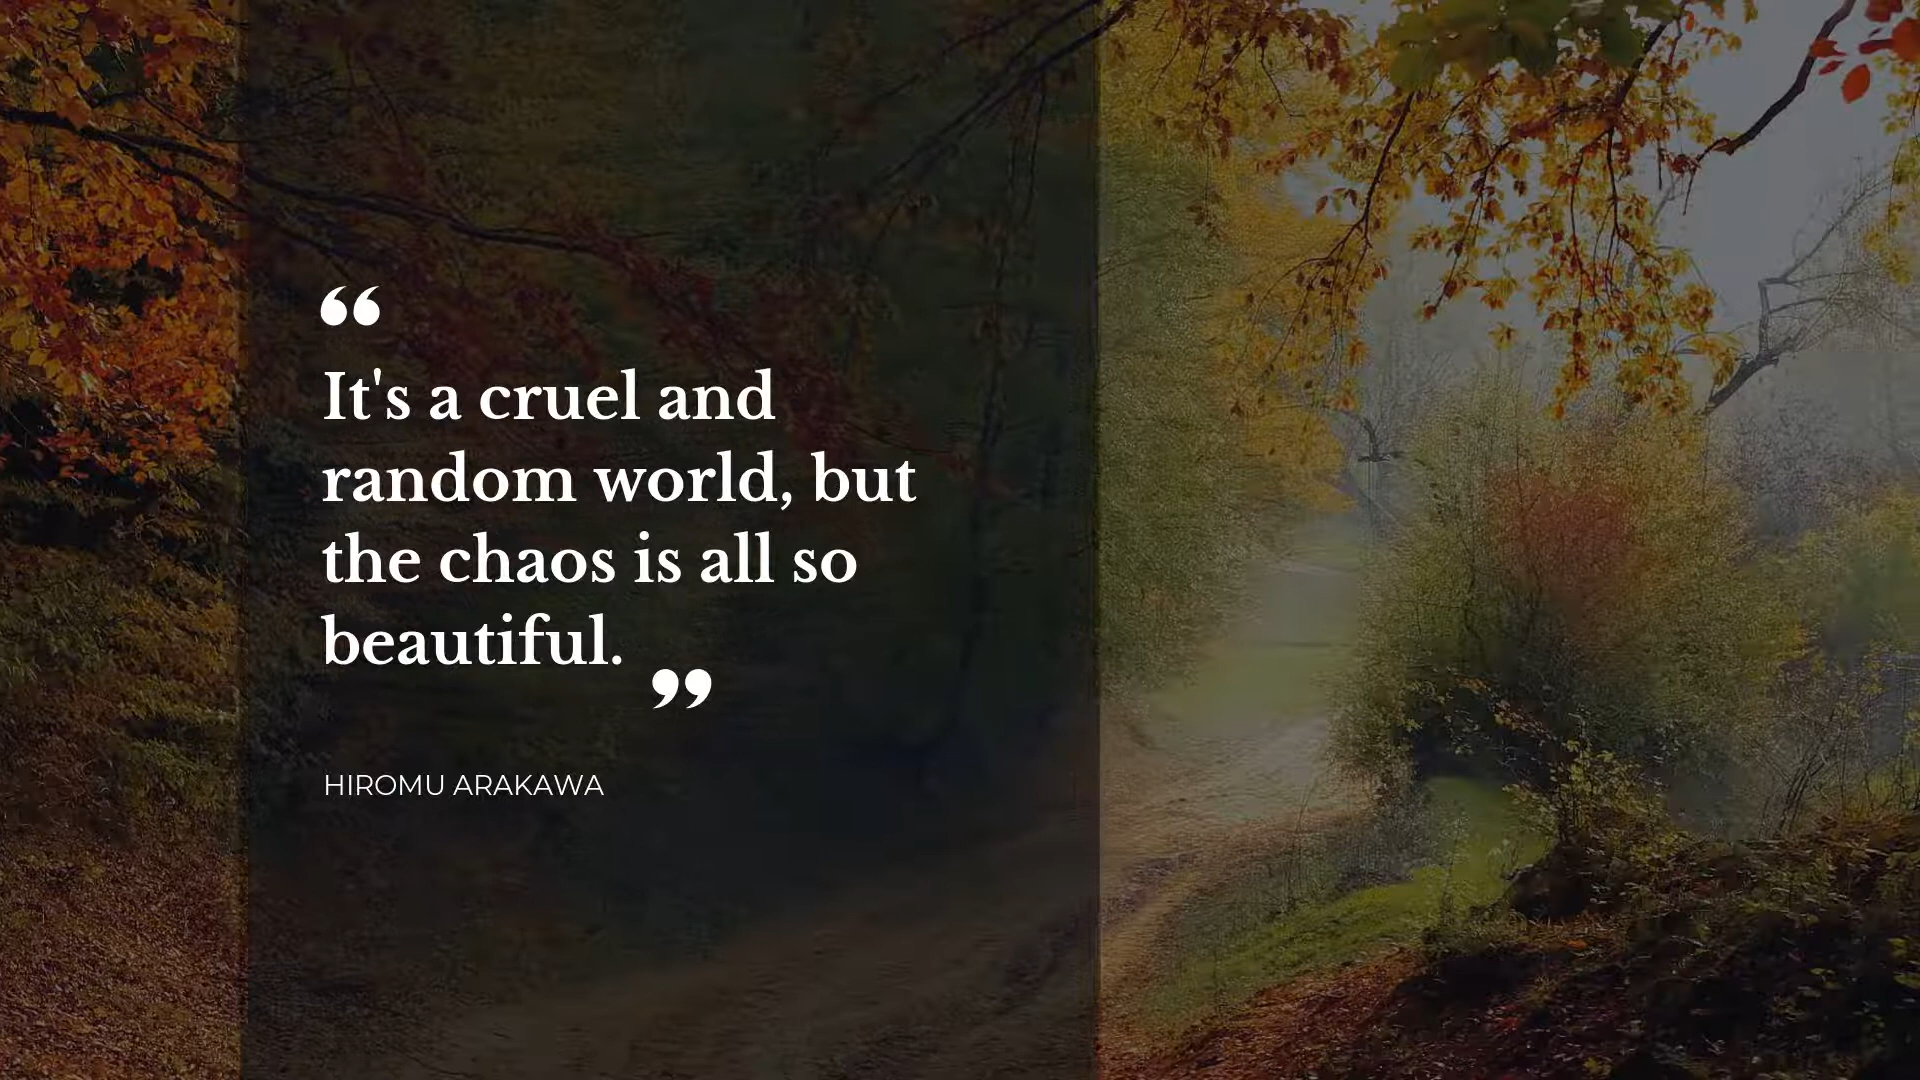 “
It's a cruel and
random world, but
the chaos is all so
beautiful.
”
HIROMU ARAKAWA